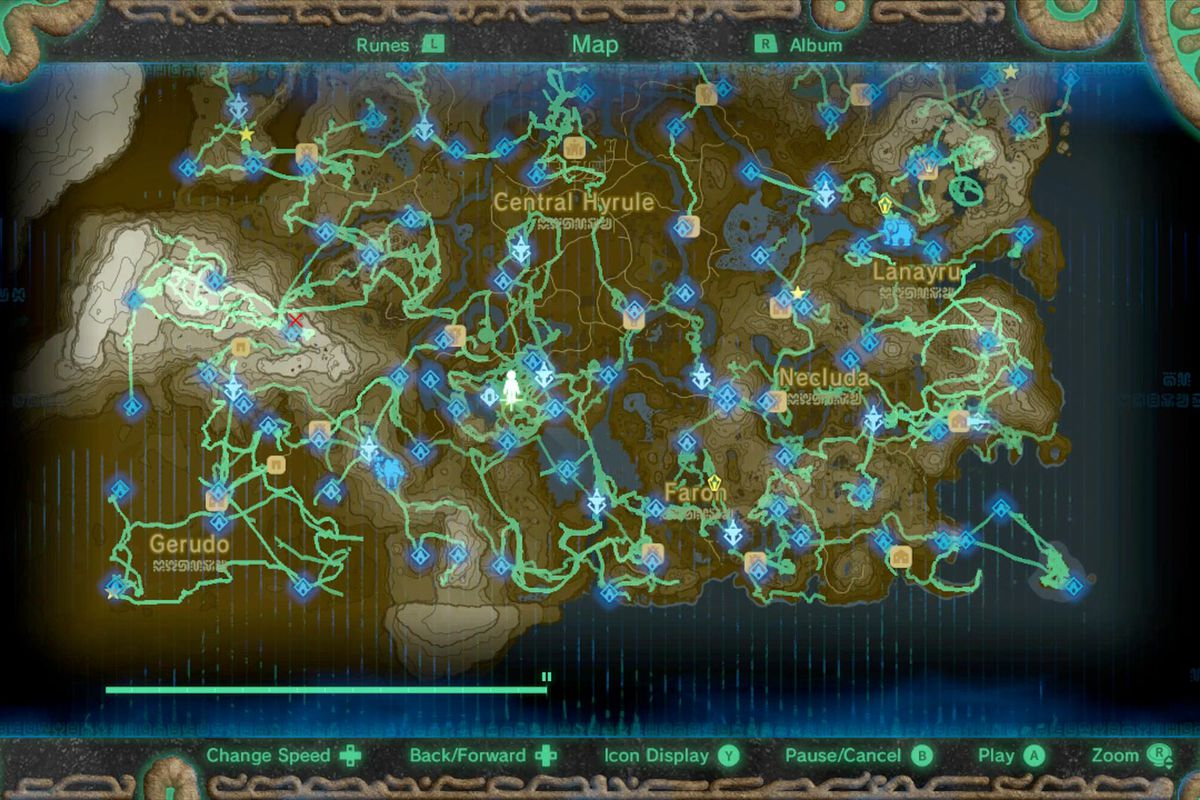 Runes L
Map
R Album
Central Hyrule
Lanayru
Necluda
Faron
Gerudo
Change Speed
Back/Forward
Icon Display Y
Pause/Cancel B
Play A
Zoom R